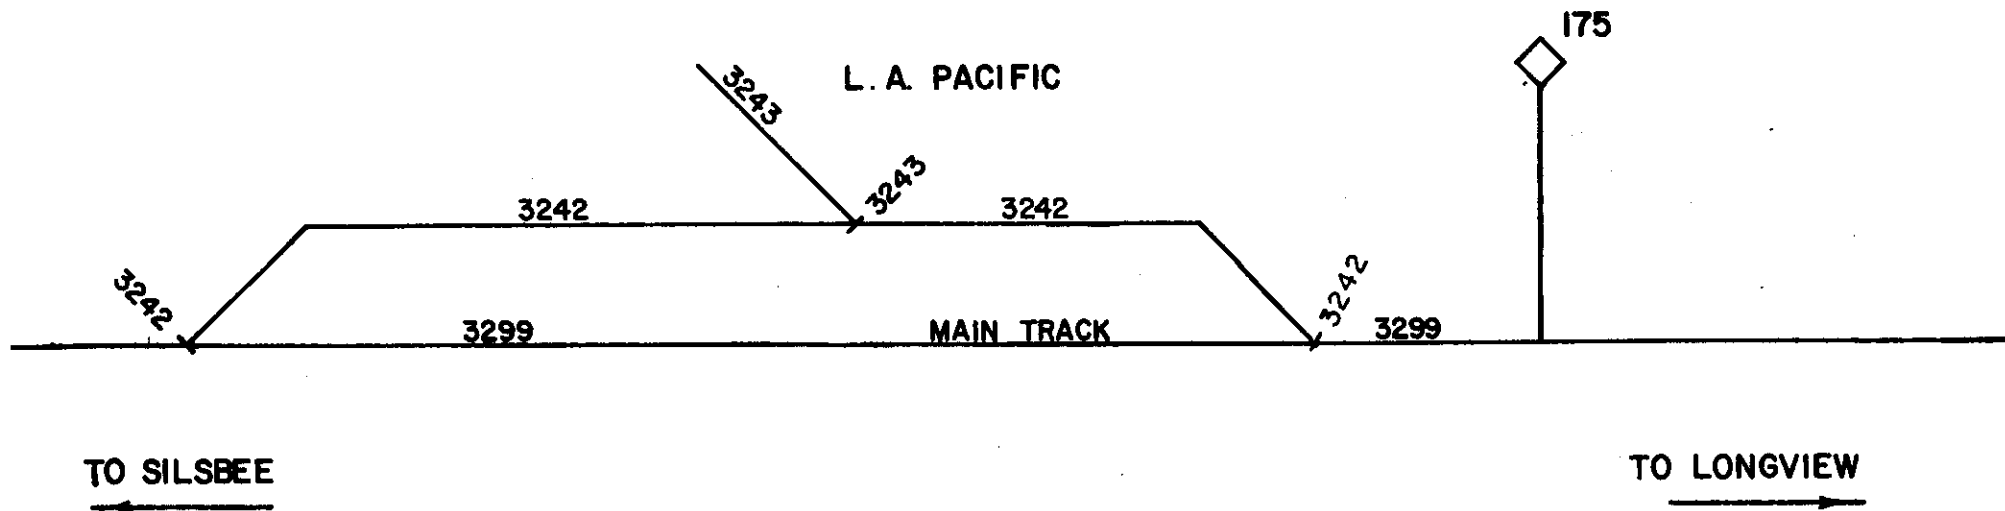 175
L. A. PACIFIC
3243
3243
3242
3242
3242
3242
3299
MAIN TRACK
3299
TO SILSBEE
TO LONGVIEW